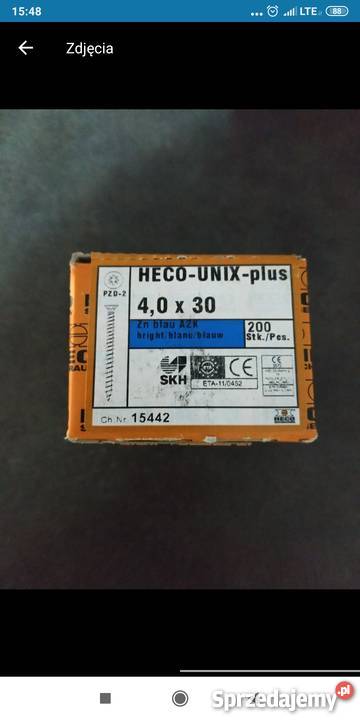 15:48
LTE
88
Zdjęcia
HECO-UNIX-plus
PZD-2
4,0 x 30
Zn blau A2K
bright/blanc/blauw
200
Stk./Pcs.
SKH
CE
ETA-11/0452
Ch.Nr. 15442
Sprzedajemy.pl